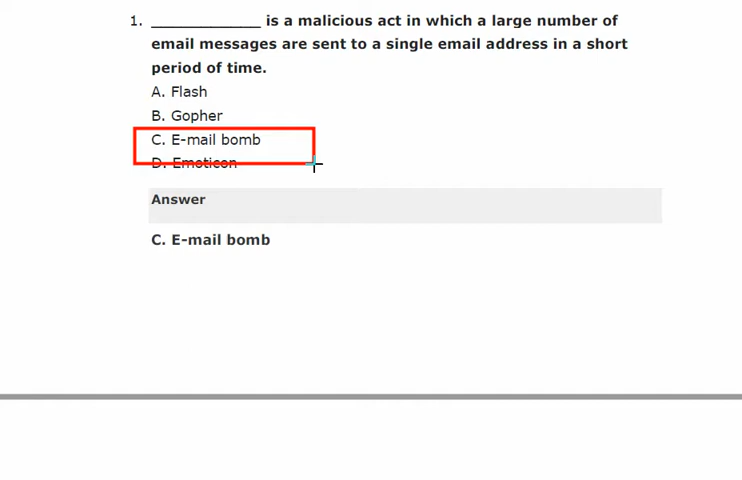 1. ____________ is a malicious act in which a large number of
email messages are sent to a single email address in a short
period of time.
A. Flash
B. Gopher
C. E-mail bomb
D. Emoticon
Answer
C. E-mail bomb